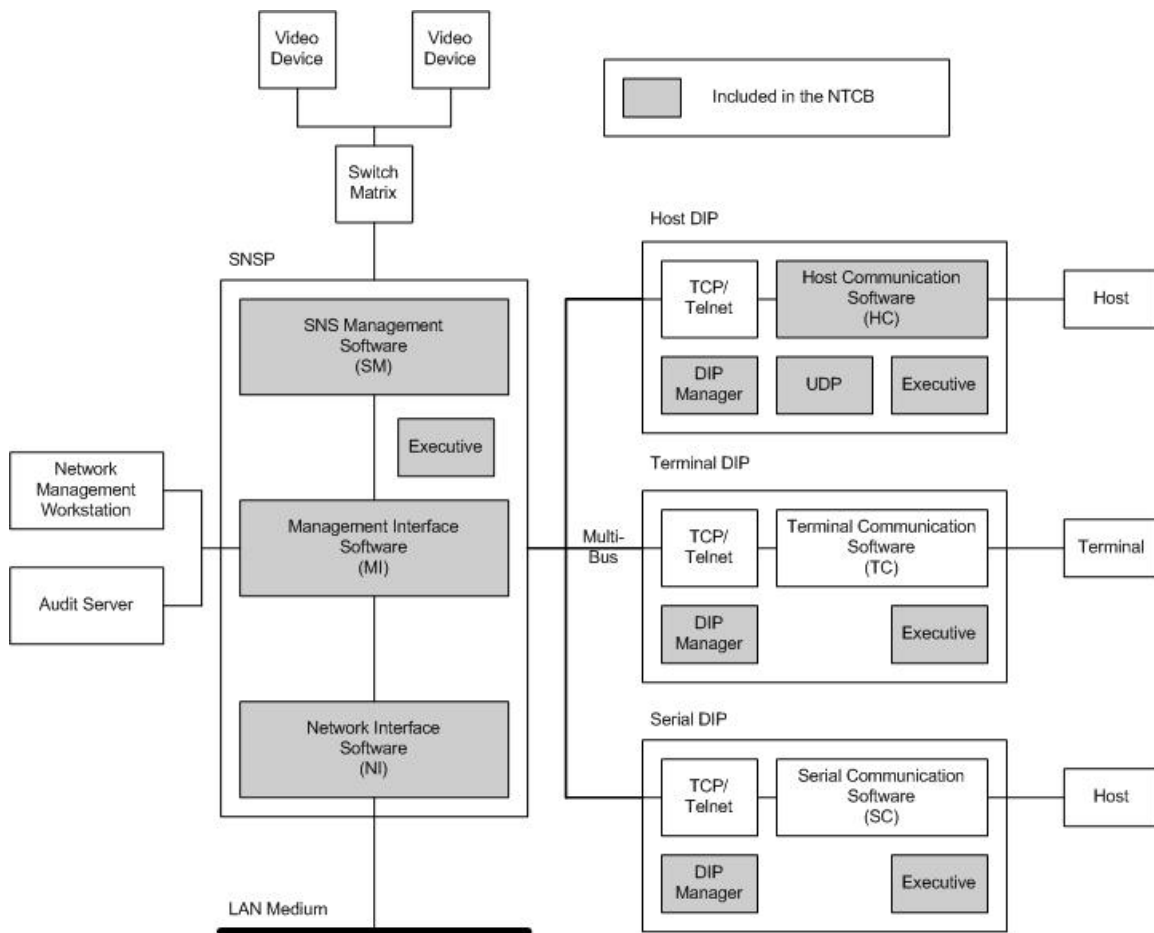 Video
Device
Video
Device
Included in the NTCB
Switch
Matrix
SNSP
SNS Management
Software
(SM)
Executive
Network
Management
Workstation
Management Interface
Software
(MI)
Audit Server
Network Interface
Software
(NI)
LAN Medium
Multi-
Bus
Host DIP
TCP/
Telnet
Host Communication
Software
(HC)
Host
DIP
Manager
UDP
Executive
Terminal DIP
TCP/
Telnet
Terminal Communication
Software
(TC)
Terminal
DIP
Manager
Executive
Serial DIP
TCP/
Telnet
Serial Communication
Software
(SC)
Host
DIP
Manager
Executive